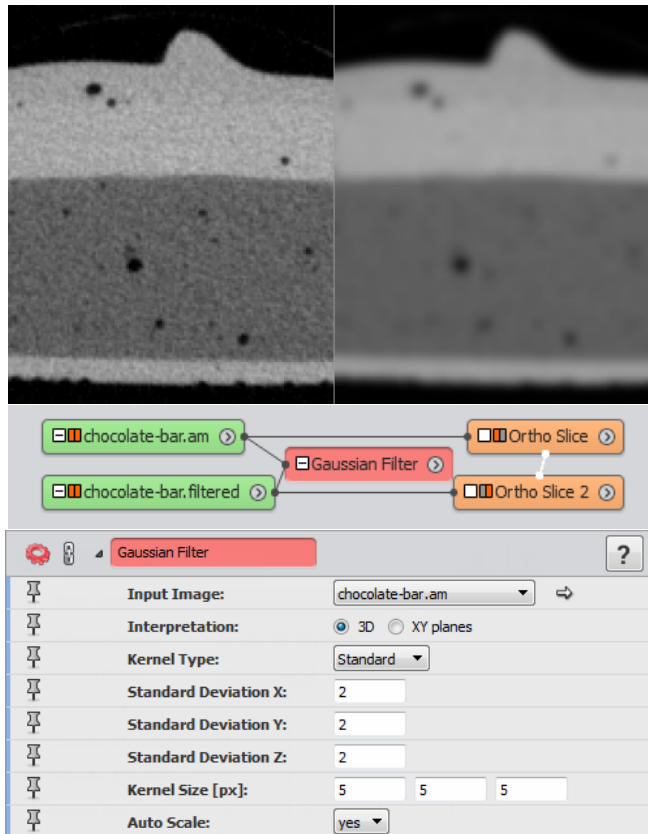 chocolate-bar.am
Ortho Slice
Gaussian Filter
chocolate-bar.filtered
Ortho Slice 2
Gaussian Filter
?
Input Image: chocolate-bar.am
Interpretation: 3D XY planes
Kernel Type: Standard
Standard Deviation X: 2
Standard Deviation Y: 2
Standard Deviation Z: 2
Kernel Size [px]: 5 5 5
Auto Scale: yes